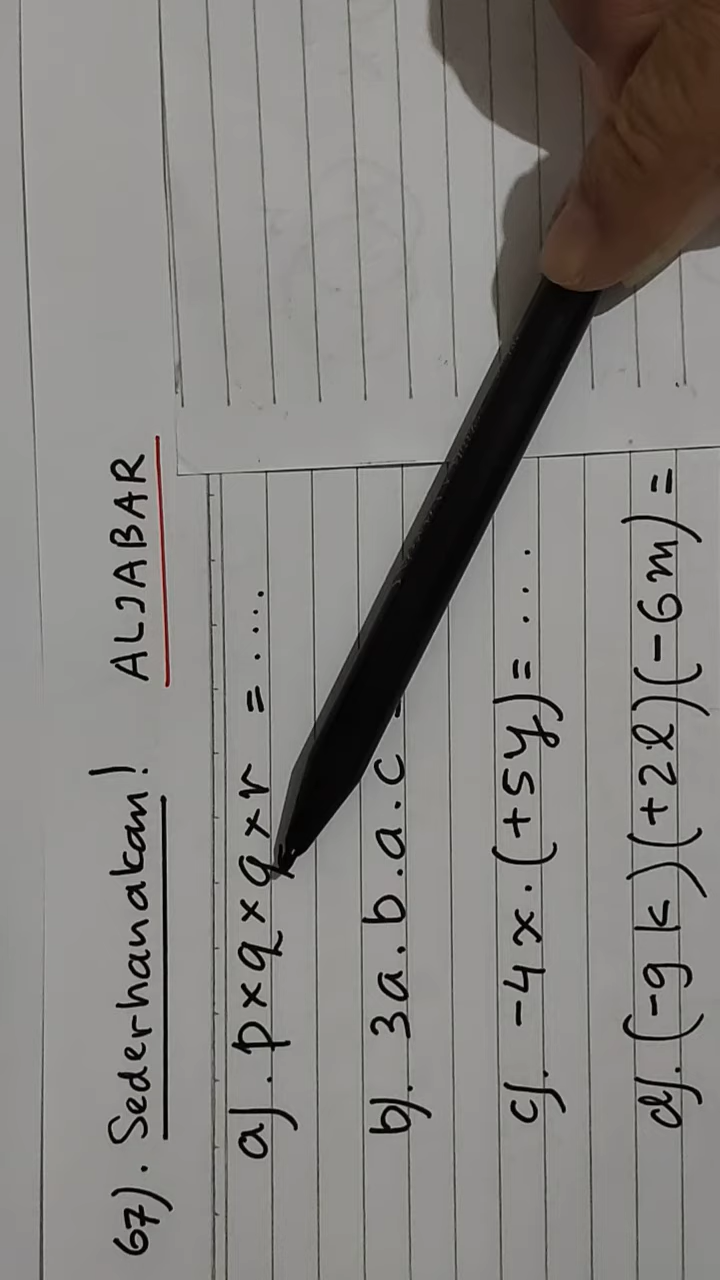 67). Sederhanakan! ALJABAR
a). p x q x q x r = ....
b). 3a.b.b.a.c
c). -4x.(+5y)=....
d). (-9k)(+2l)(-6m)=